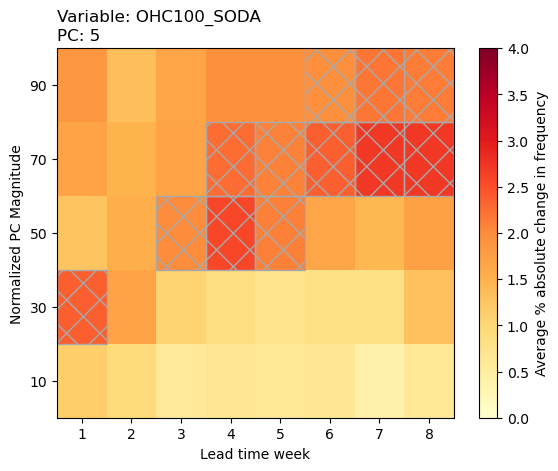 Variable: OHC100_SODA
PC: 5
Normalized PC Magnitude
90
70
50
30
10
1 2 3 4 5 6 7 8
Lead time week
4.0
3.5
3.0
2.5
2.0
1.5
1.0
0.5
0.0
Average % absolute change in frequency